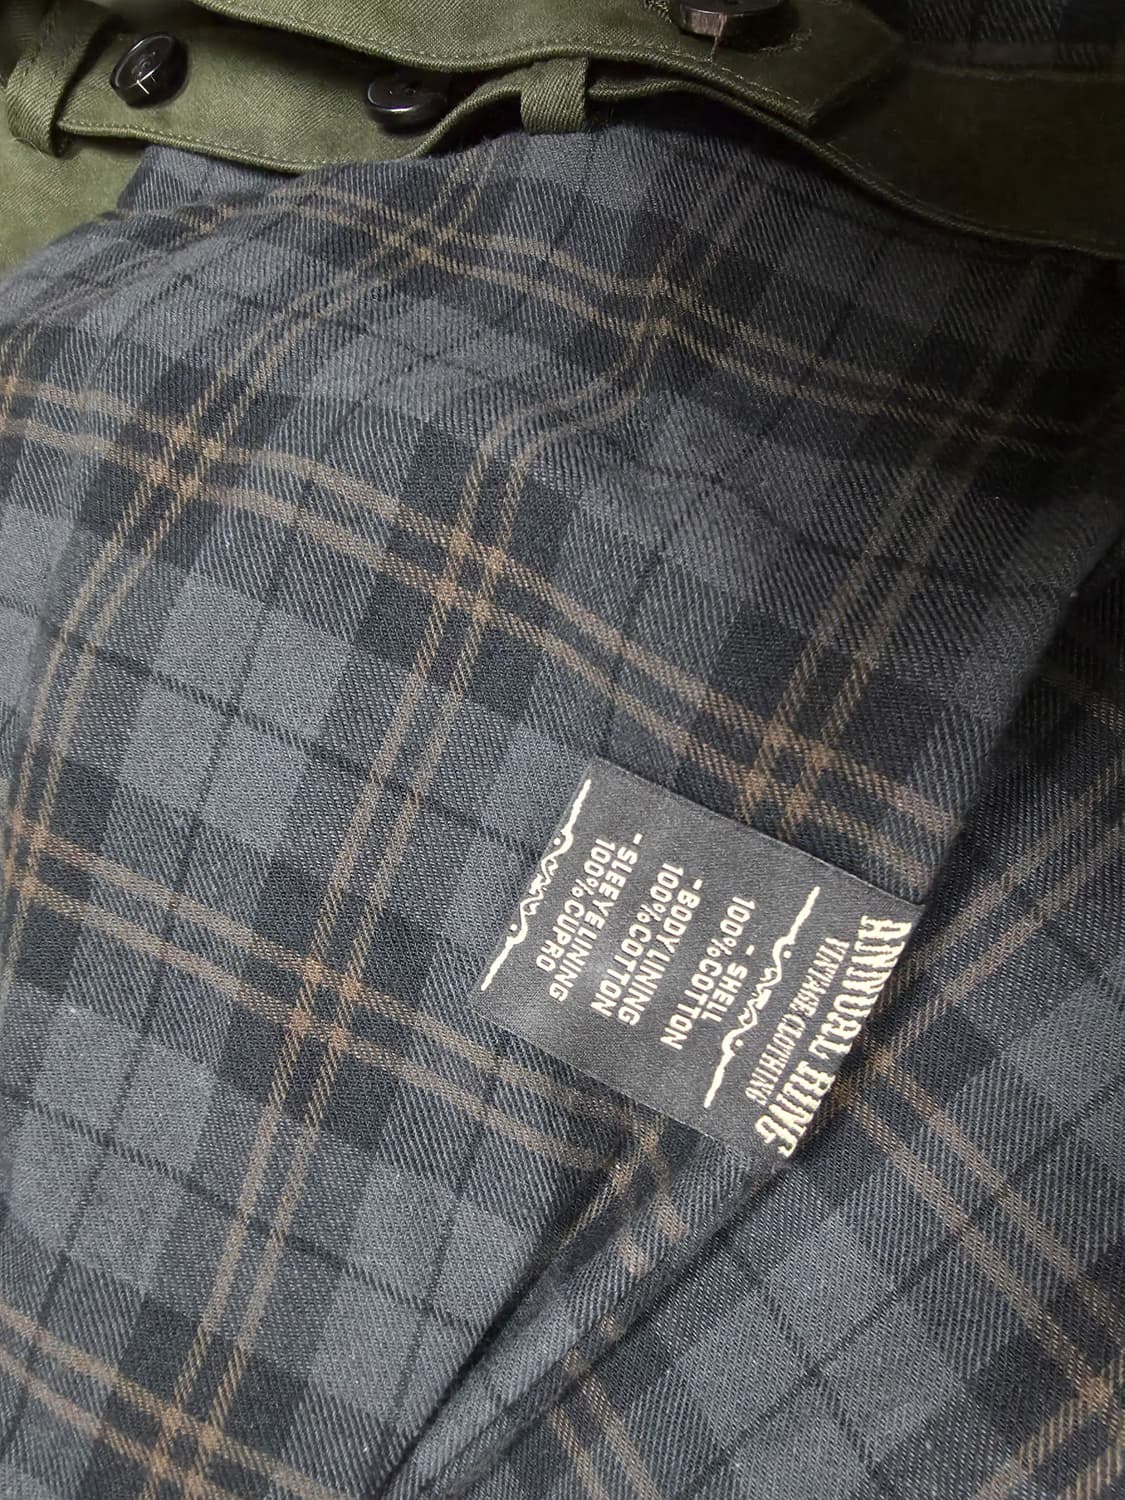 ANNUAL RING
VINTAGE CLOTHING
- SHELL
100% COTTON
- BODY LINING
100% COTTON
- SLEEVE LINING
100% CUPRO